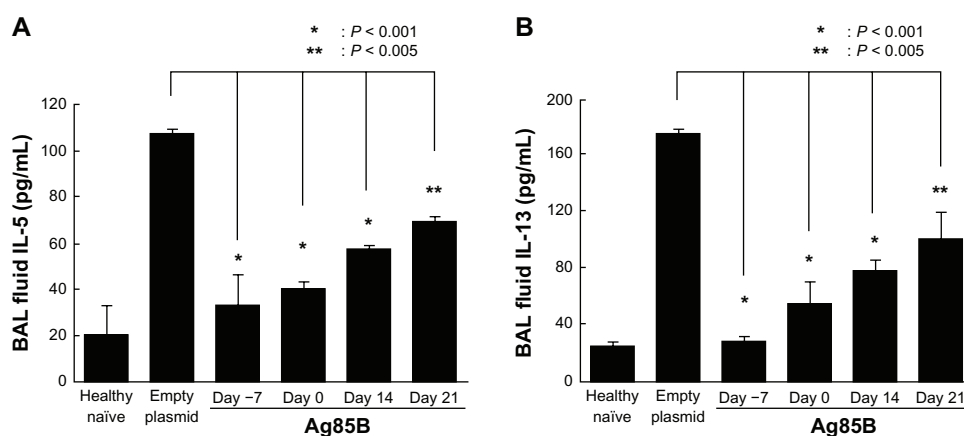 A
* : P < 0.001
** : P < 0.005
BAL fluid IL-5 (pg/mL)
120
100
80
60
40
20
0
*
*
*
**
Healthy naïve
Empty plasmid
Day −7
Day 0
Day 14
Day 21
Ag85B
B
* : P < 0.001
** : P < 0.005
BAL fluid IL-13 (pg/mL)
200
160
120
80
40
0
*
*
*
**
Healthy naïve
Empty plasmid
Day −7
Day 0
Day 14
Day 21
Ag85B